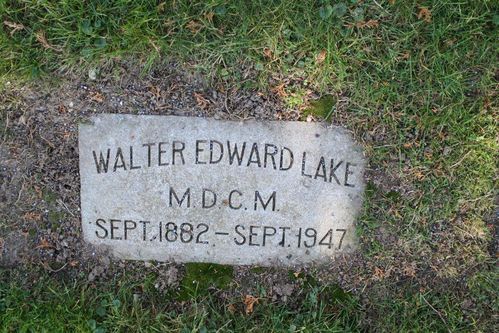 WALTER EDWARD LAKE
M.D.C.M.
SEPT. 1882 - SEPT. 1947